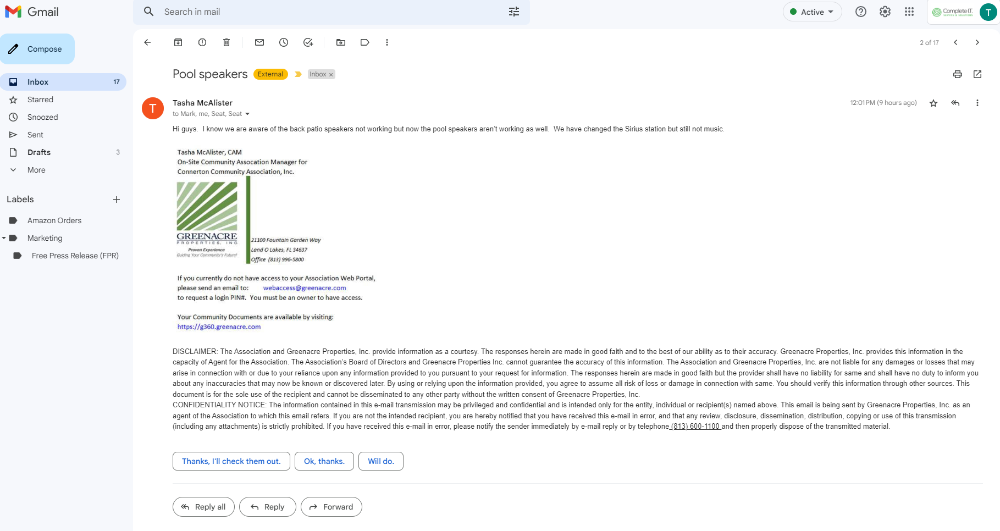 Gmail
Search in mail
Active
Complete I.T.
SERVICE & SOLUTIONS
T
Compose
2 of 17
Inbox 17
Starred
Snoozed
Sent
Drafts 3
More
Labels
Amazon Orders
Marketing
Free Press Release (FPR)
Pool speakers External Inbox ×
T
Tasha McAlister
12:01 PM (9 hours ago)
to Mark, me, Seat, Seat
Hi guys.  I know we are aware of the back patio speakers not working but now the pool speakers aren't working as well.  We have changed the Sirius station but still not music.
Tasha McAlister, CAM
On-Site Community Assocation Manager for
Connerton Community Association, Inc.
GREENACRE
PROPERTIES, INC.
Proven Experience
Guiding Your Community's Future!
21100 Fountain Garden Way
Land O Lakes, FL 34637
Office (813) 996-5800
If you currently do not have access to your Association Web Portal,
please send an email to: webaccess@greenacre.com
to request a login PIN#.  You must be an owner to have access.
Your Community Documents are available by visiting:
https://g360.greenacre.com
DISCLAIMER: The Association and Greenacre Properties, Inc. provide information as a courtesy. The responses herein are made in good faith and to the best of our ability as to their accuracy. Greenacre Properties, Inc. provides this information in the
capacity of Agent for the Association. The Association's Board of Directors and Greenacre Properties Inc. cannot guarantee the accuracy of this information. The Association and Greenacre Properties, Inc. are not liable for any damages or losses that may
arise in connection with or due to your reliance upon any information provided to you pursuant to your request for information. The responses herein are made in good faith but the provider shall have no liability for same and shall have no duty to inform you
about any inaccuracies that may now be known or discovered later. By using or relying upon the information provided, you agree to assume all risk of loss or damage in connection with same. You should verify this information through other sources. This
document is for the sole use of the recipient and cannot be disseminated to any other party without the written consent of Greenacre Properties, Inc.
CONFIDENTIALITY NOTICE: The information contained in this e-mail transmission may be privileged and confidential and is intended only for the entity, individual or recipient(s) named above. This email is being sent by Greenacre Properties, Inc. as an
agent of the Association to which this email refers. If you are not the intended recipient, you are hereby notified that you have received this e-mail in error, and that any review, disclosure, dissemination, distribution, copying or use of this transmission
(including any attachments) is strictly prohibited. If you have received this e-mail in error, please notify the sender immediately by e-mail reply or by telephone (813) 600-1100 and then properly dispose of the transmitted material.
Thanks, I'll check them out. Ok, thanks. Will do.
Reply all Reply Forward